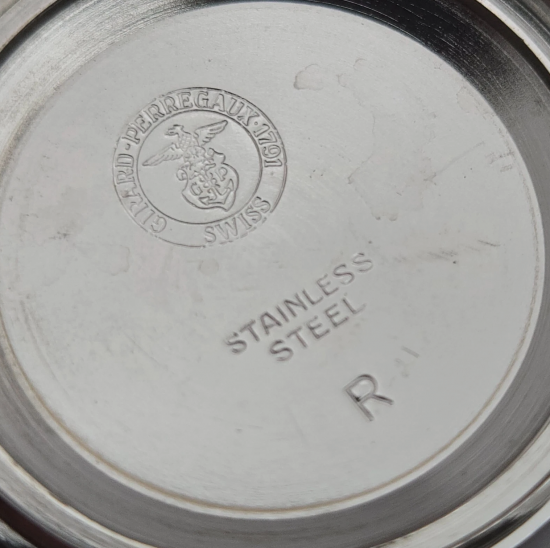 GIRARD·PERREGAUX·1791·
SWISS
STAINLESS
STEEL
R